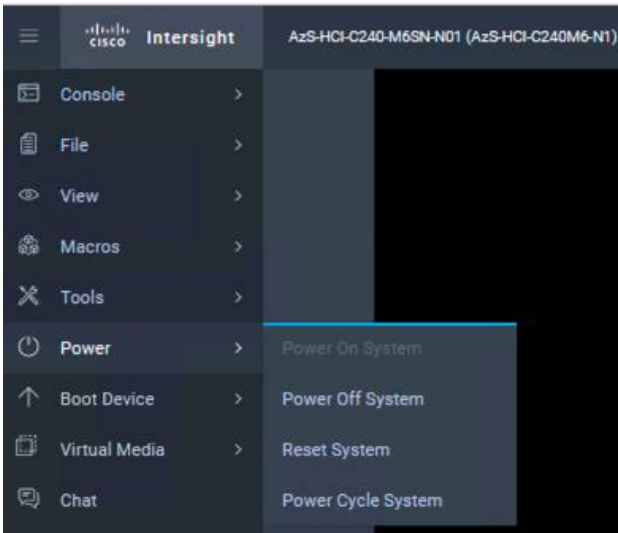 cisco Intersight AzS-HCI-C240-M6SN-N01 (AzS-HCI-C240M6-N1)
Console
File
View
Macros
Tools
Power
Power On System
Boot Device
Power Off System
Virtual Media
Reset System
Chat
Power Cycle System